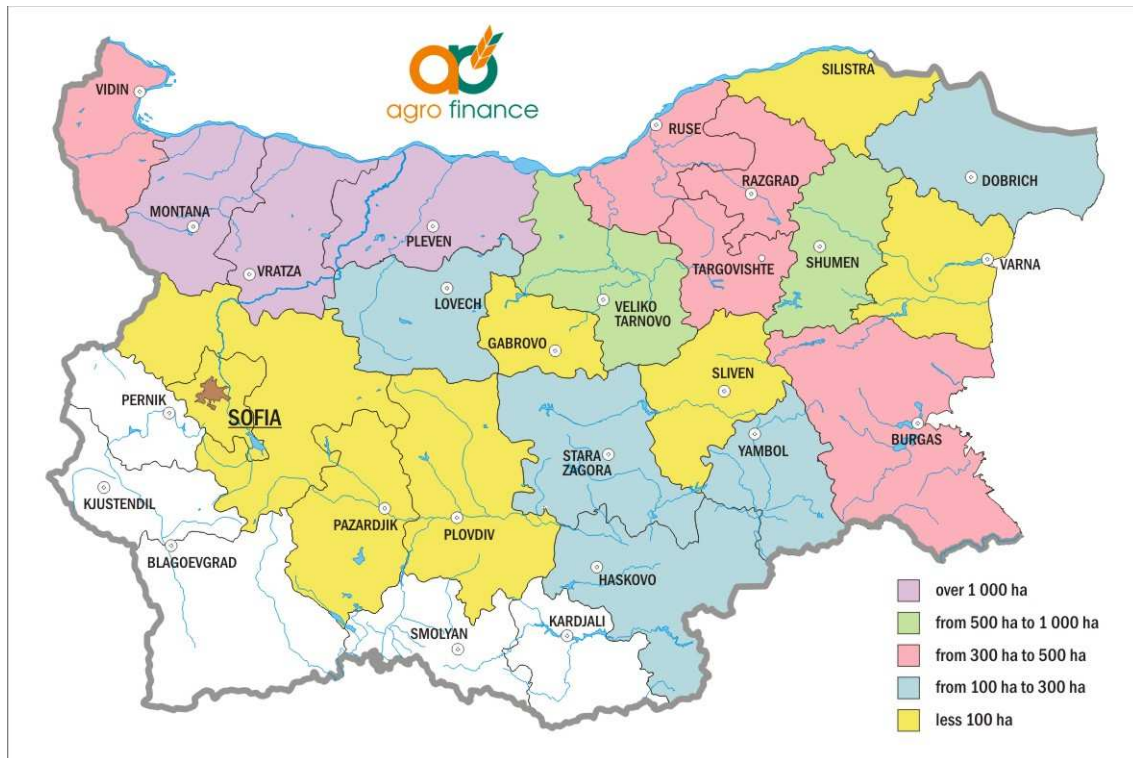 agro finance
SILISTRA
VIDIN
RUSE
RAZGRAD
DOBRICH
MONTANA
PLEVEN
VRATZA
TARGOVISHTE
SHUMEN
VARNA
LOVECH
VELIKO
TARNOVO
GABROVO
SLIVEN
PERNIK
SOFIA
BURGAS
STARA
ZAGORA
YAMBOL
KJUSTENDIL
PAZARDJIK
PLOVDIV
BLAGOEVGRAD
HASKOVO
SMOLYAN
KARDJALI
over 1 000 ha
from 500 ha to 1 000 ha
from 300 ha to 500 ha
from 100 ha to 300 ha
less 100 ha